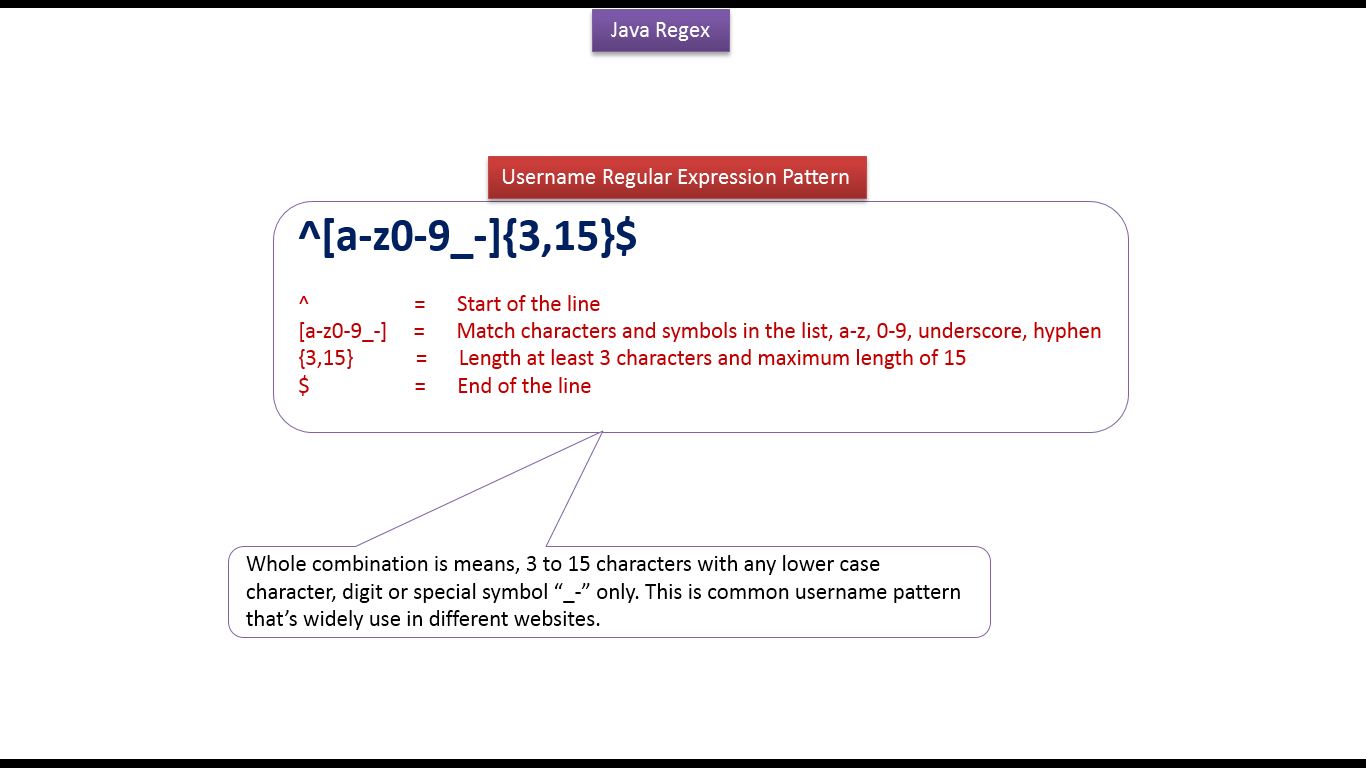 Java Regex
Username Regular Expression Pattern
^[a-z0-9_-]{3,15}$
^ = Start of the line
[a-z0-9_-] = Match characters and symbols in the list, a-z, 0-9, underscore, hyphen
{3,15} = Length at least 3 characters and maximum length of 15
$ = End of the line
Whole combination is means, 3 to 15 characters with any lower case
character, digit or special symbol “_-” only. This is common username pattern
that’s widely use in different websites.